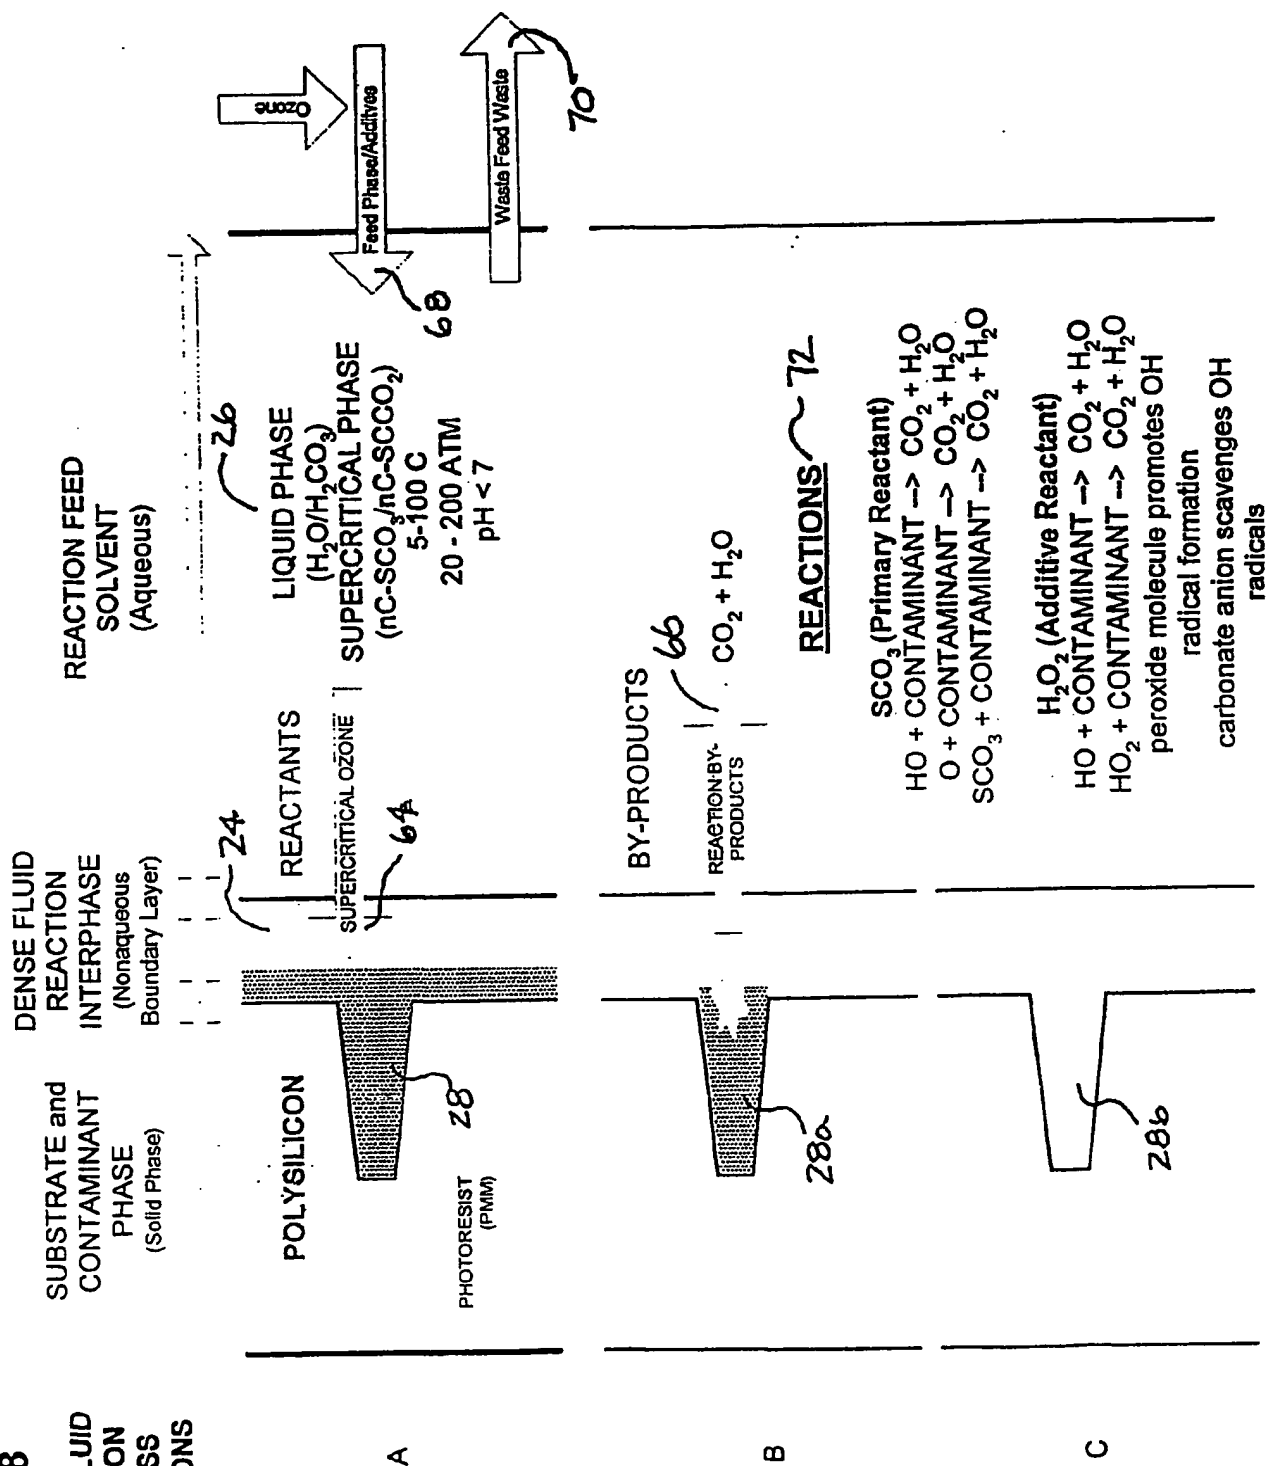 B
LUID
ON
SS
ONS
SUBSTRATE and
CONTAMINANT
PHASE
(Solid Phase)
DENSE FLUID
REACTION
INTERPHASE
(Nonaqueous
Boundary Layer)
REACTION FEED
SOLVENT
(Aqueous)
A
POLYSILICON
PHOTORESIST
(PMM)
28
24
REACTANTS
SUPERCRITICAL OZONE
64
26
LIQUID PHASE
(H₂O/H₂CO₃)
SUPERCRITICAL PHASE
(nC-SCO₃/nC-SCCO₂)
5-100 C
20 - 200 ATM
pH < 7
Ozone
Feed Phase/Additves
68
Waste Feed Waste
70
B
28a
BY-PRODUCTS
66
REACTION-BY-
PRODUCTS
CO₂ + H₂O
C
28b
REACTIONS
72
SCO₃ (Primary Reactant)
HO + CONTAMINANT --> CO₂ + H₂O
O + CONTAMINANT --> CO₂ + H₂O
SCO₃ + CONTAMINANT --> CO₂ + H₂O
H₂O₂ (Additive Reactant)
HO + CONTAMINANT --> CO₂ + H₂O
HO₂ + CONTAMINANT --> CO₂ + H₂O
peroxide molecule promotes OH
radical formation
carbonate anion scavenges OH
radicals